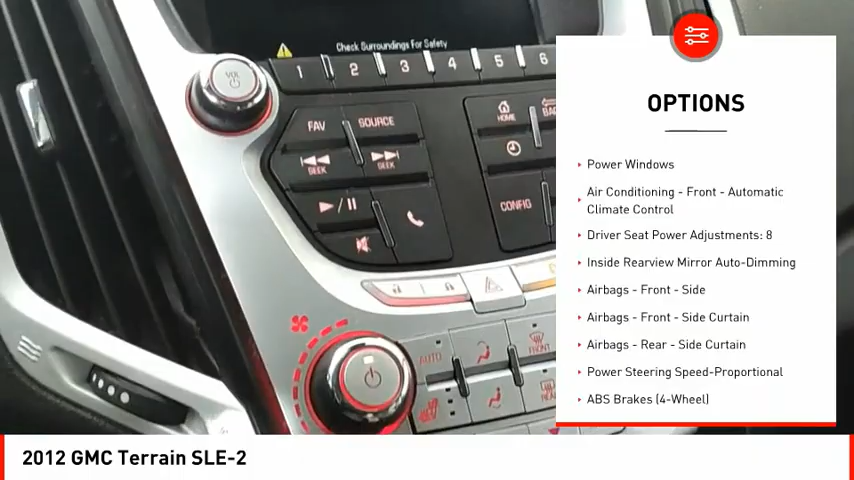 Check Surroundings For Safety
VOL
1 2 3 4 5 6
FAV SOURCE
HOME
SEEK SEEK
CONFIG
AUTO
FRONT
OPTIONS
Power Windows
Air Conditioning - Front - Automatic
Climate Control
Driver Seat Power Adjustments: 8
Inside Rearview Mirror Auto-Dimming
Airbags - Front - Side
Airbags - Front - Side Curtain
Airbags - Rear - Side Curtain
Power Steering Speed-Proportional
ABS Brakes (4-Wheel)
2012 GMC Terrain SLE-2